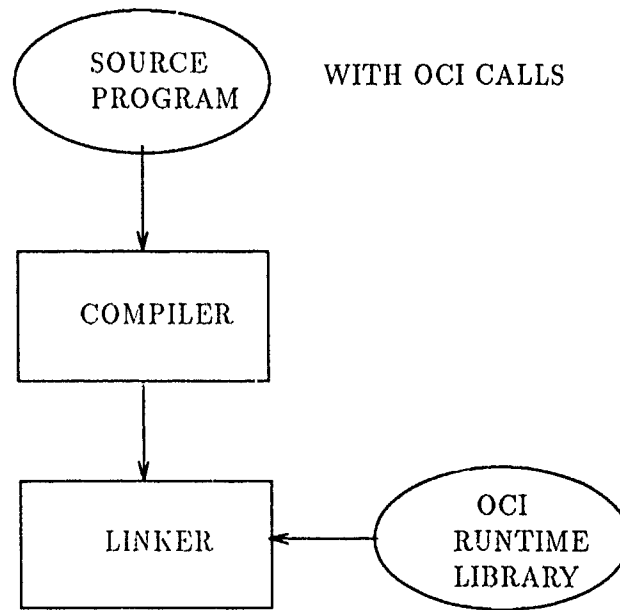 SOURCE
PROGRAM
WITH OCI CALLS
COMPILER
LINKER
OCI
RUNTIME
LIBRARY